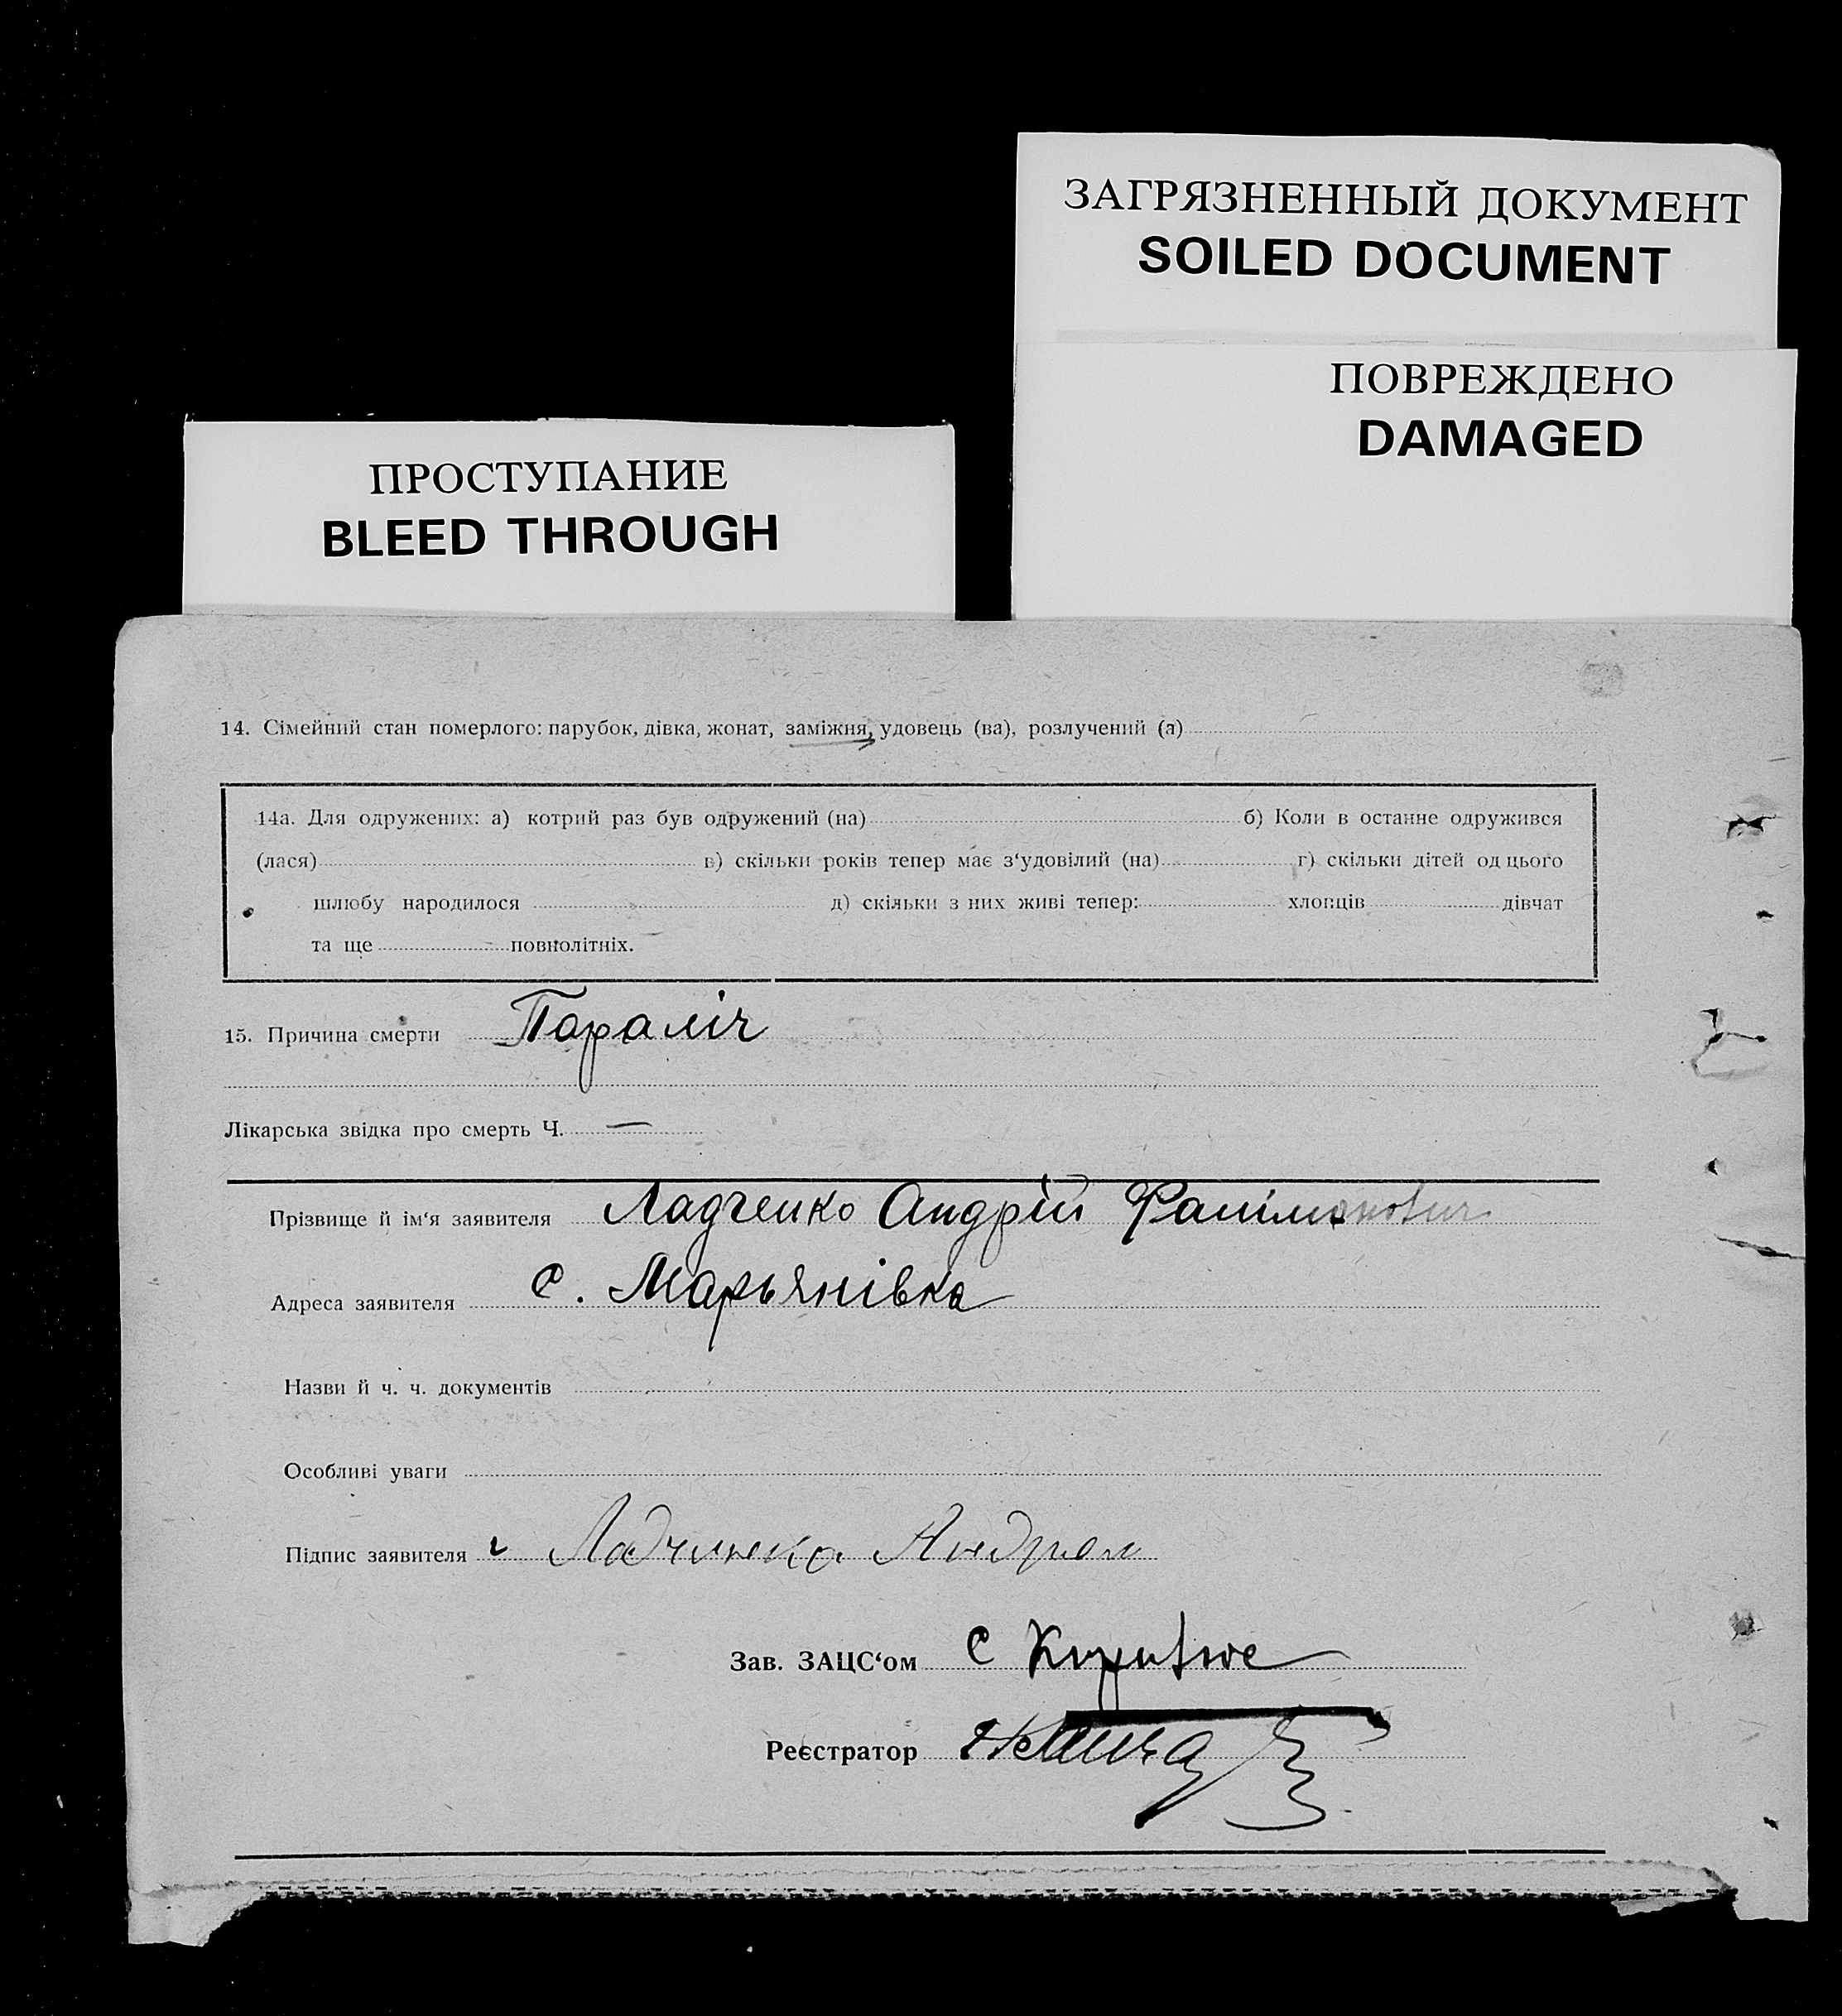 ЗАГРЯЗНЕННЫЙ ДОКУМЕНТ
SOILED DOCUMENT
ПОВРЕЖДЕНО
DAMAGED
ПРОСТУПАНИЕ
BLEED THROUGH
14. Сімейний стан померлого: парубок, дівка, жонат, заміжня, удовець (ва), розлучений (а)
14а. Для одружених: а) котрий раз був одружений (на) б) Коли в останнє одружився
(лася) в) скільки років тепер має з‘удовілий (на) г) скільки дітей од цього
шлюбу народилося д) скільки з них живі тепер: хлопців дівчат
та ще повнолітніх.
15. Причина смерти Параліч
Лікарська звідка про смерть Ч. —
Прізвище й ім‘я заявителя Ладченко Андрій
Адреса заявителя с. Марьянівка
Назви й ч. ч. документів
Особливі уваги
Підпис заявителя Ладчинка
Зав. ЗАЦС‘ом
Реєстратор